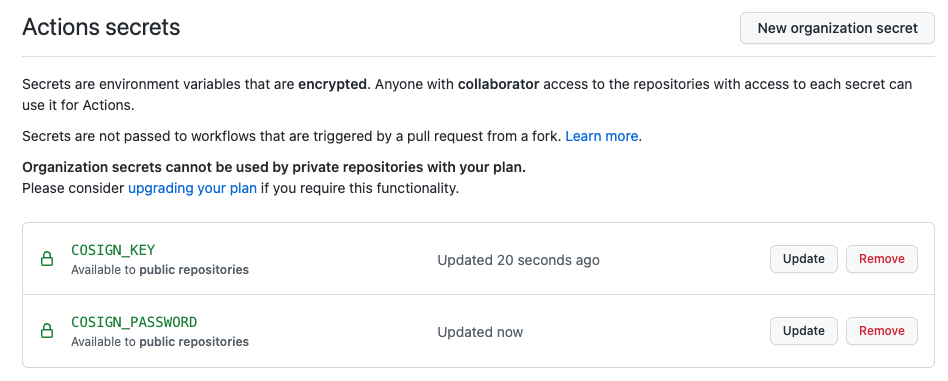 Actions secrets
New organization secret
Secrets are environment variables that are encrypted. Anyone with collaborator access to the repositories with access to each secret can
use it for Actions.
Secrets are not passed to workflows that are triggered by a pull request from a fork. Learn more.
Organization secrets cannot be used by private repositories with your plan.
Please consider upgrading your plan if you require this functionality.
COSIGN_KEY
Available to public repositories
Updated 20 seconds ago
Update
Remove
COSIGN_PASSWORD
Available to public repositories
Updated now
Update
Remove